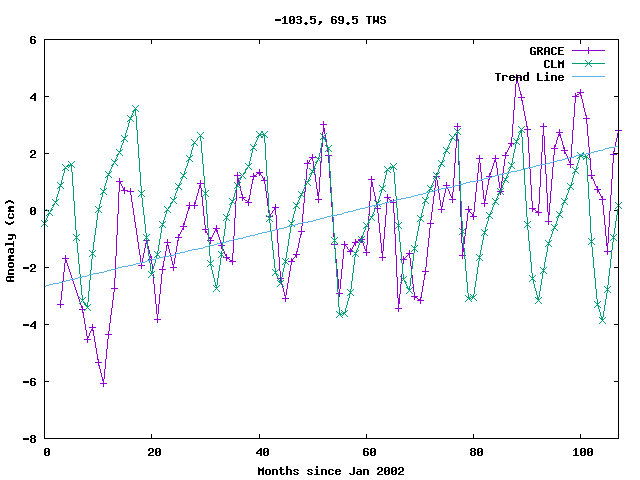 -103.5, 69.5 TWS
GRACE
CLM
Trend Line
6
4
2
0
-2
-4
-6
-8
Anomaly (cm)
0 20 40 60 80 100
Months since Jan 2002